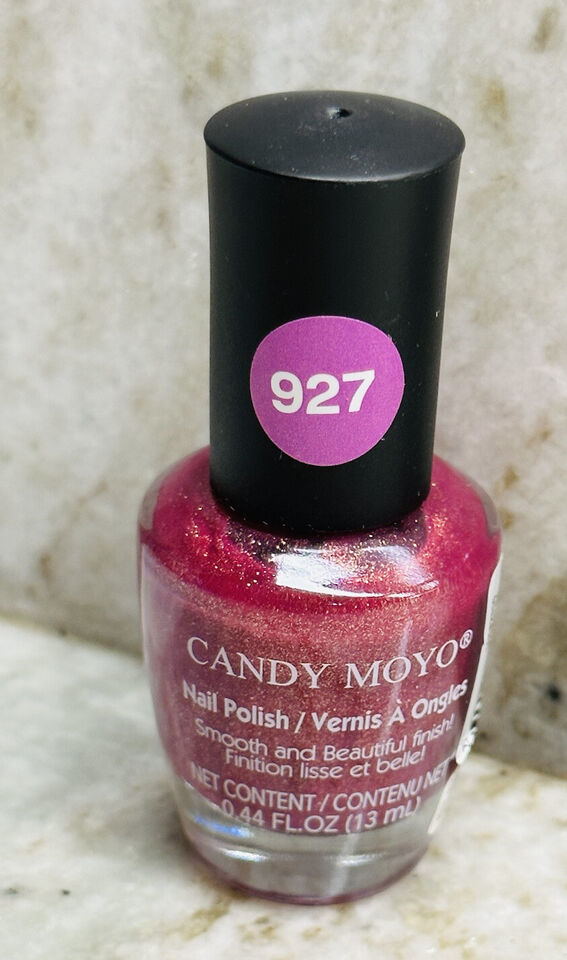 927
CANDY MOYO®
Nail Polish / Vernis À Ongles
Smooth and Beautiful finish!
Finition lisse et belle!
NET CONTENT / CONTENU NET
0.44 FL.OZ (13 mL)